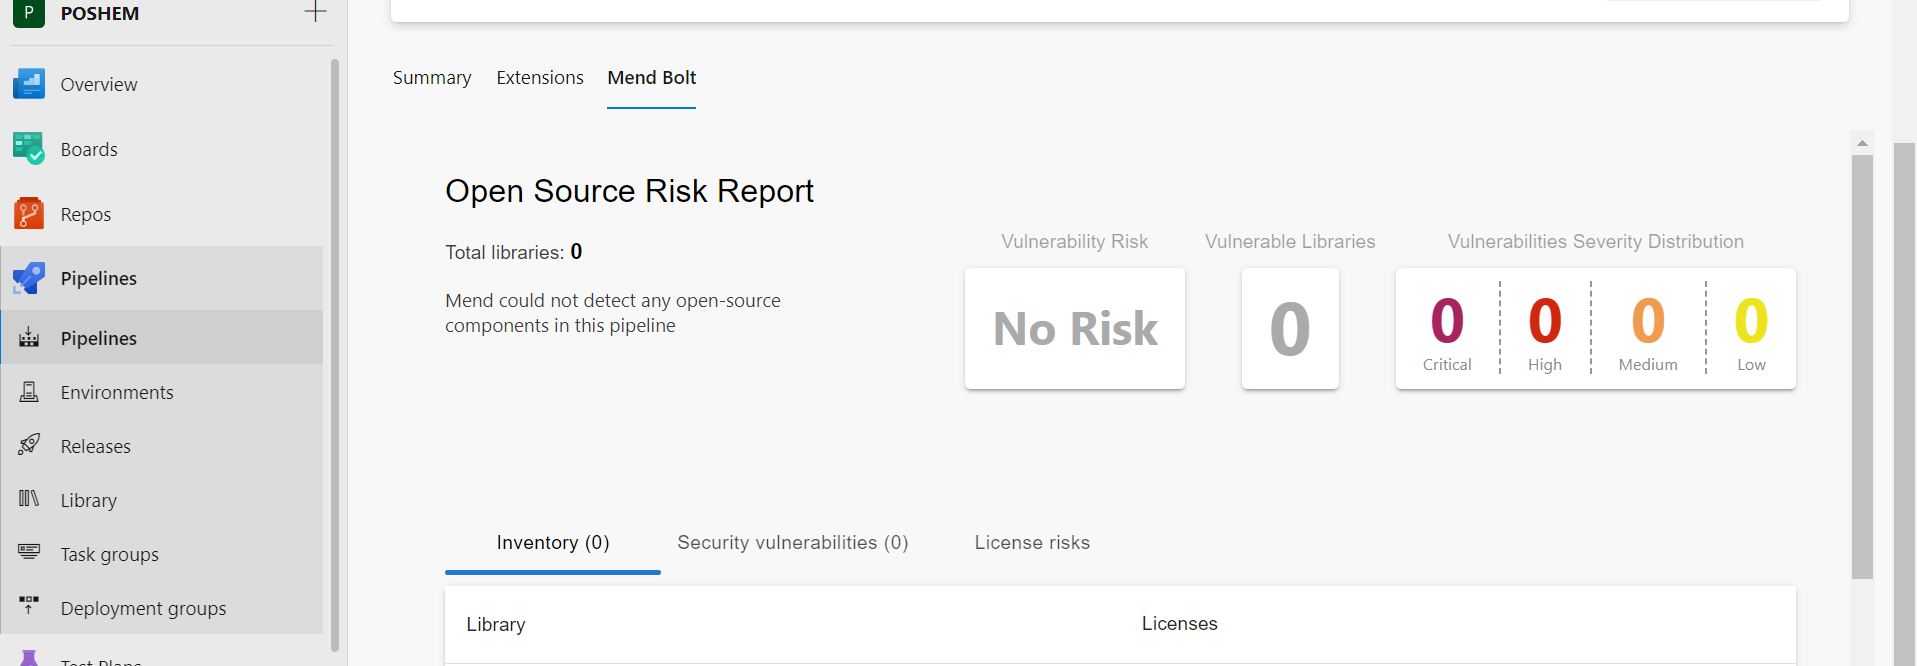 P POSHEM
Overview
Boards
Repos
Pipelines
Pipelines
Environments
Releases
Library
Task groups
Deployment groups
Test Plans
Summary Extensions Mend Bolt
Open Source Risk Report
Total libraries: 0
Mend could not detect any open-source
components in this pipeline
Vulnerability Risk
No Risk
Vulnerable Libraries
0
Vulnerabilities Severity Distribution
0 0 0 0
Critical High Medium Low
Inventory (0) Security vulnerabilities (0) License risks
Library Licenses